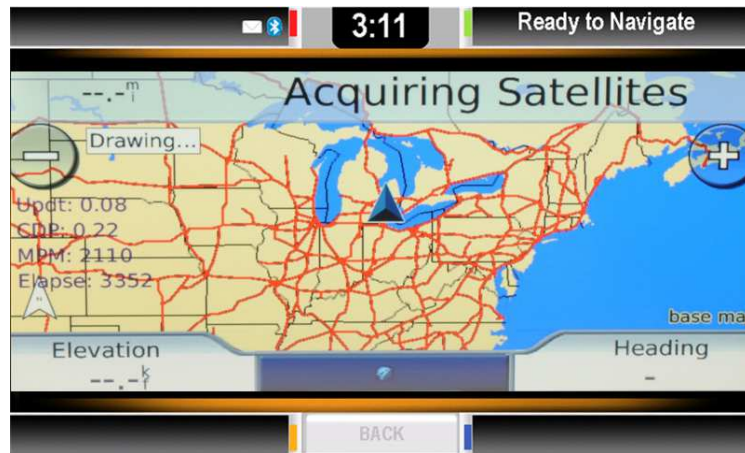 3:11
Ready to Navigate
--.-mi
Acquiring Satellites
Drawing...
Updt: 0.08
CDP: 0.22
MPM: 2110
Elapse: 3352
N
base ma
Elevation
Heading
--.-
-
BACK